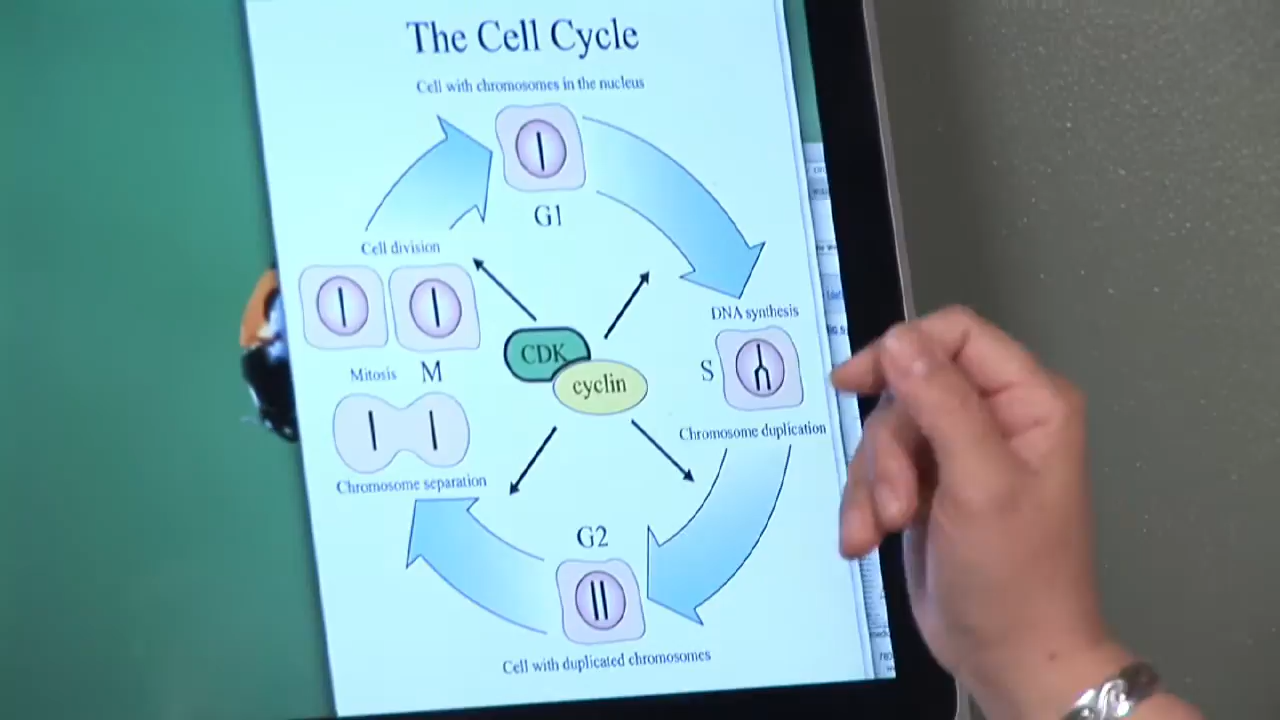 The Cell Cycle
Cell with chromosomes in the nucleus
G1
Cell division
DNA synthesis
CDK
cyclin
S
Mitosis M
Chromosome duplication
Chromosome separation
G2
Cell with duplicated chromosomes